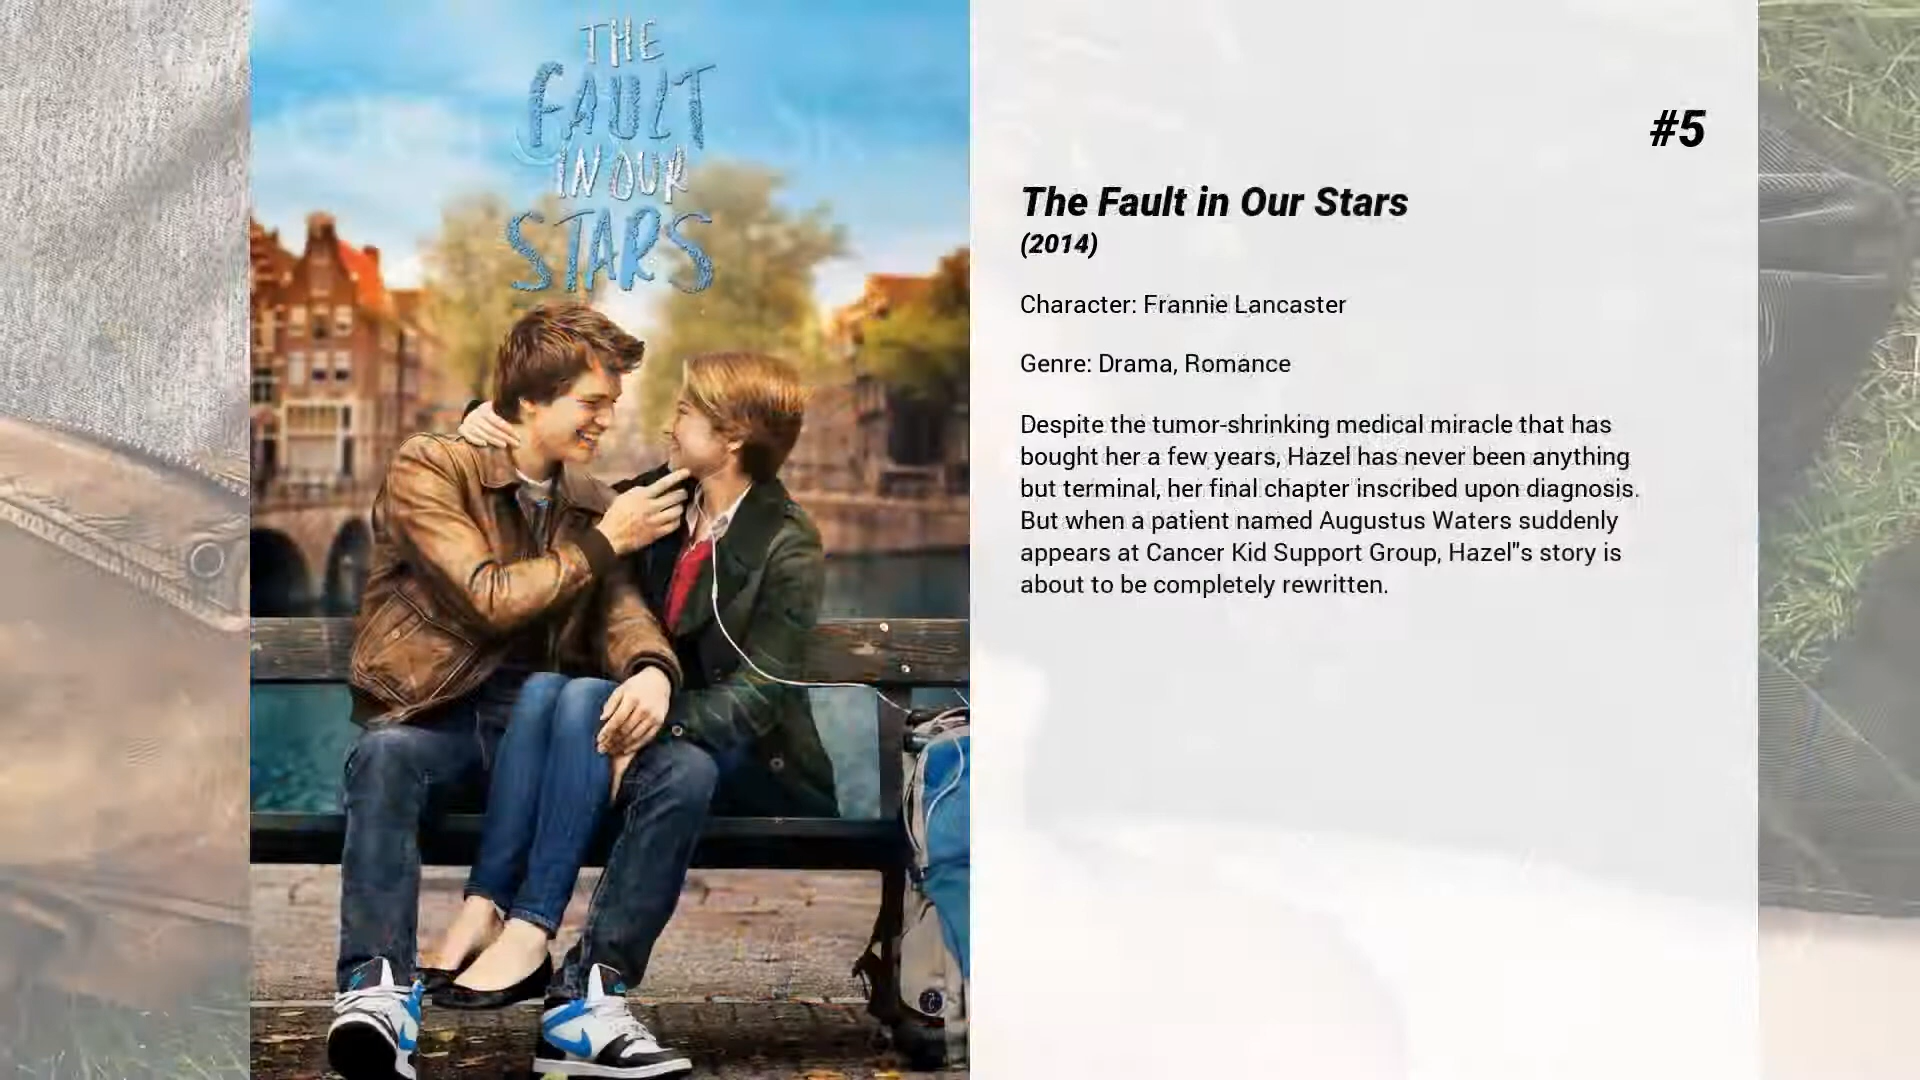 THE
FAULT
IN OUR
STARS
#5
The Fault in Our Stars
(2014)
Character: Frannie Lancaster
Genre: Drama, Romance
Despite the tumor-shrinking medical miracle that has
bought her a few years, Hazel has never been anything
but terminal, her final chapter inscribed upon diagnosis.
But when a patient named Augustus Waters suddenly
appears at Cancer Kid Support Group, Hazel"s story is
about to be completely rewritten.